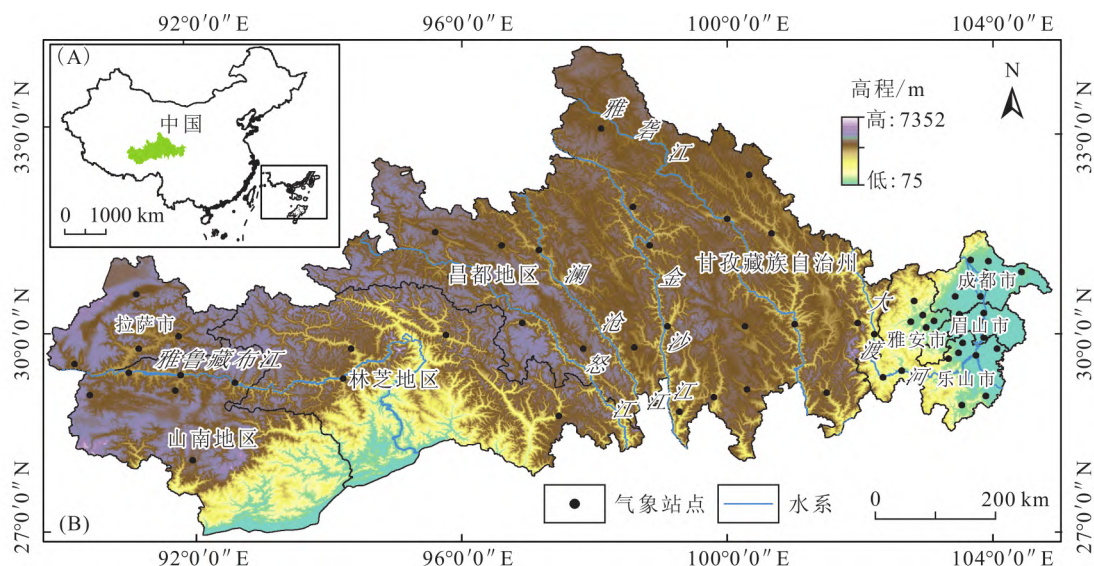 92°0′0″E
96°0′0″E
100°0′0″E
104°0′0″E
(A)
中国
0 1000 km
高程/m
高:7352
低:75
N
33°0′0″N
33°0′0″N
30°0′0″N
30°0′0″N
27°0′0″N
27°0′0″N
雅砻江
昌都地区
澜沧江
金沙江
甘孜藏族自治州
大渡河
成都市
眉山市
雅安市
乐山市
拉萨市
雅鲁藏布江
林芝地区
怒江
山南地区
(B)
气象站点
水系
0 200 km
92°0′0″E
96°0′0″E
100°0′0″E
104°0′0″E